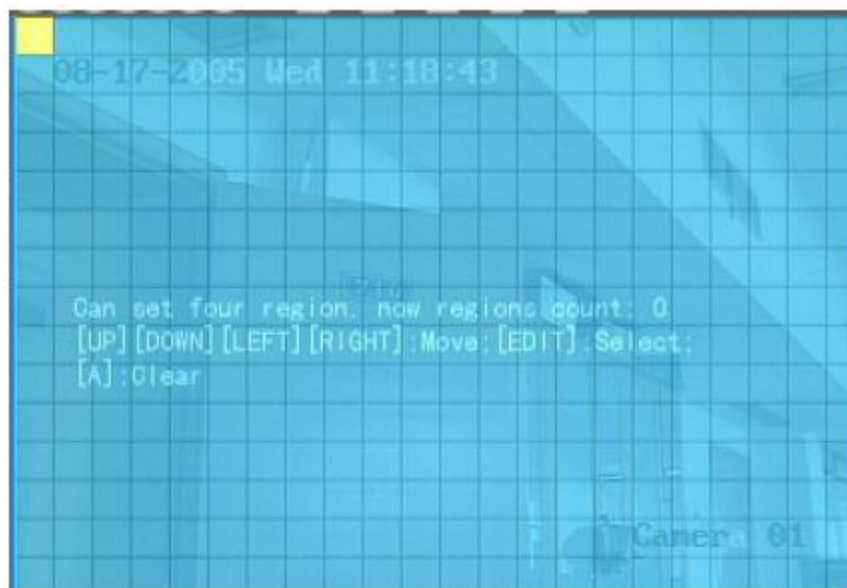 08-17-2005 Wed 11:18:43
Can set four region, now regions count: 0
[UP][DOWN][LEFT][RIGHT]:Move;[EDIT]:Select;
[A]:Clear
Camera 01